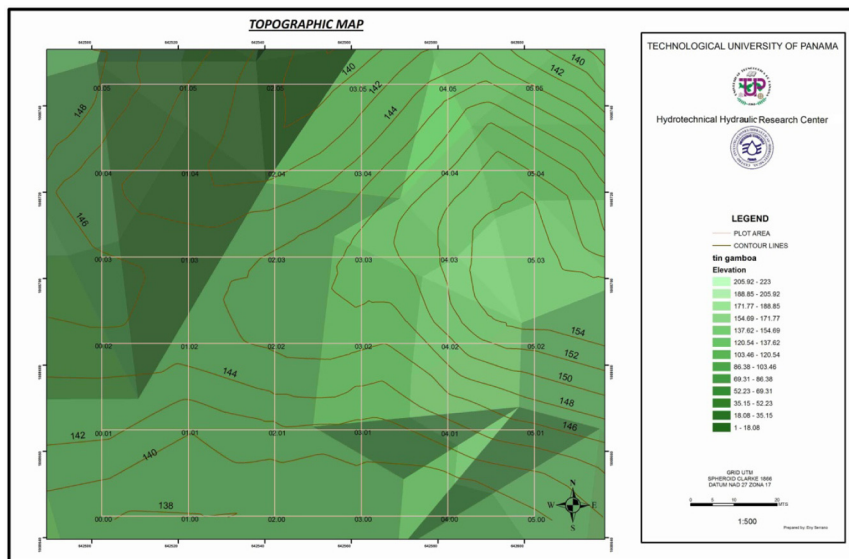 TOPOGRAPHIC MAP
140
142
144
140
142
148
146
00.05
01.05
02.05
03.05
04.05
05.05
00.04
01.04
02.04
03.04
04.04
05.04
00.03
01.03
02.03
03.03
04.03
05.03
00.02
01.02
02.02
03.02
04.02
05.02
154
152
150
148
146
144
00.01
01.01
02.01
03.01
04.01
05.01
142
140
138
00.00
01.00
02.00
03.00
04.00
05.00
N
W E
S
TECHNOLOGICAL UNIVERSITY OF PANAMA
Hydrotechnical Hydraulic Research Center
LEGEND
PLOT AREA
CONTOUR LINES
tin gamboa
Elevation
205.92 - 223
188.85 - 205.92
171.77 - 188.85
154.69 - 171.77
137.62 - 154.69
120.54 - 137.62
103.46 - 120.54
86.38 - 103.46
69.31 - 86.38
52.23 - 69.31
35.15 - 52.23
18.08 - 35.15
1 - 18.08
GRID UTM
SPHEROID CLARKE 1866
DATUM NAD 27 ZONA 17
0 5 10 20
MTS
1:500
Prepared by: Eny Serrano